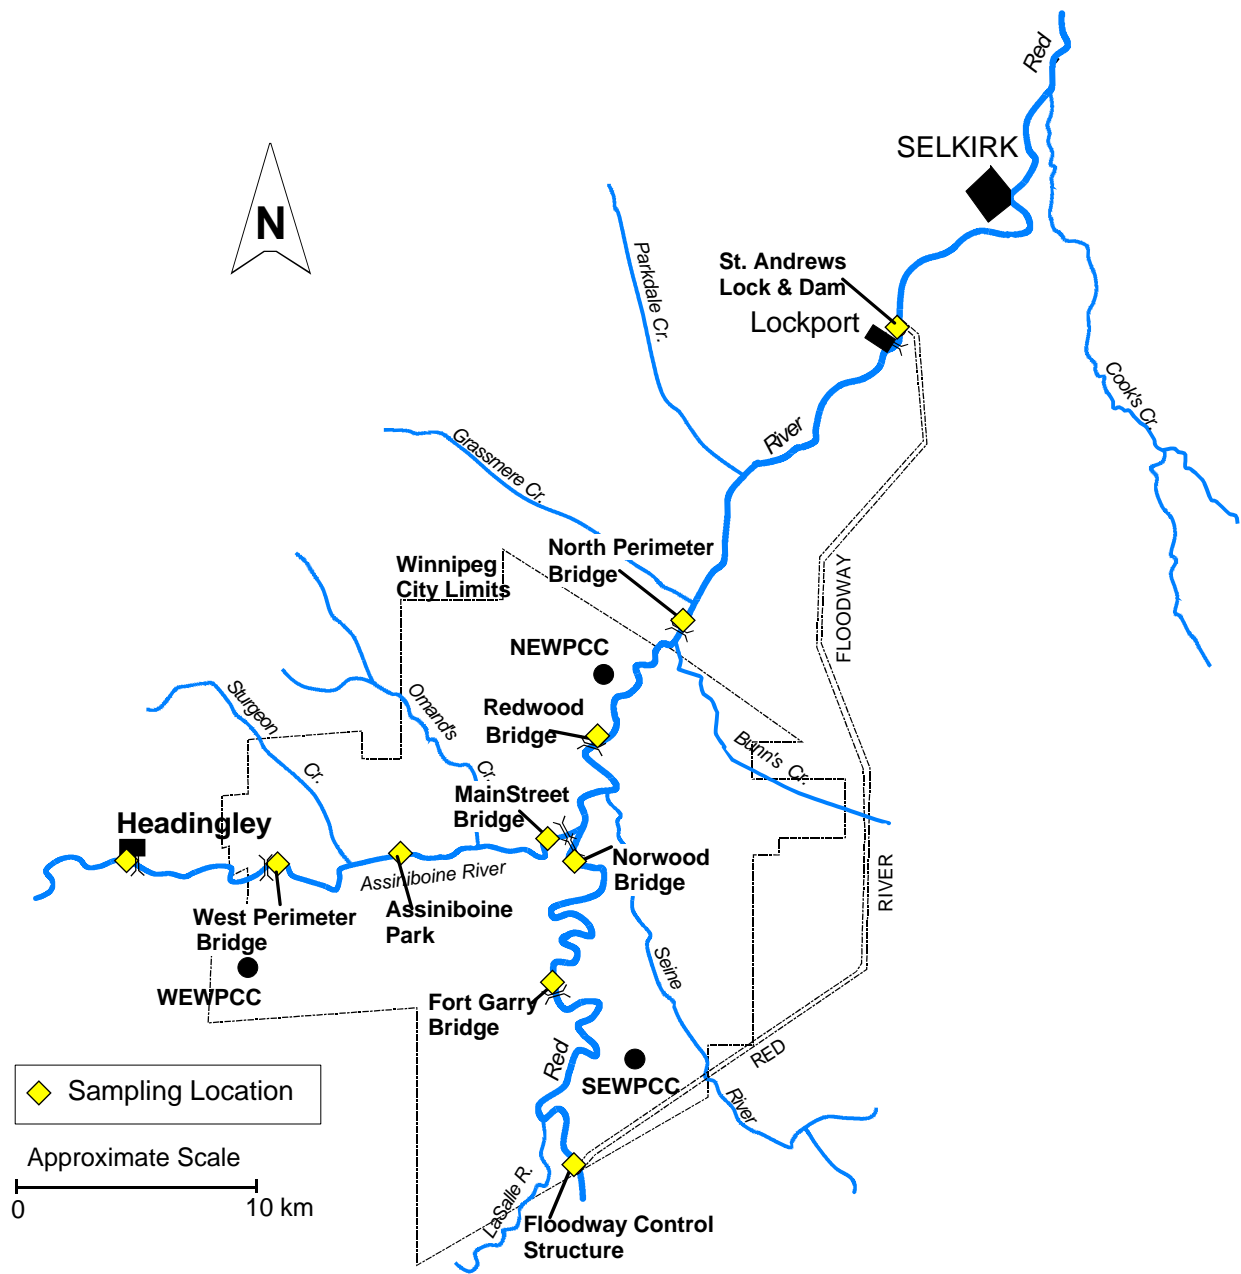 Red
SELKIRK
N
St. Andrews
Lock & Dam
Lockport
Parkdale Cr.
Cook's Cr.
River
Grassmere Cr.
North Perimeter
Bridge
Winnipeg
City Limits
FLOODWAY
NEWPCC
Sturgeon
Cr.
Omand's
Cr.
Redwood
Bridge
Bunn's Cr.
MainStreet
Bridge
Headingley
Norwood
Bridge
Assiniboine River
RIVER
West Perimeter
Bridge
Assiniboine
Park
WEWPCC
Seine
Fort Garry
Bridge
Red
SEWPCC
RED
River
Sampling Location
Approximate Scale
0
10 km
LaSalle R.
Floodway Control
Structure